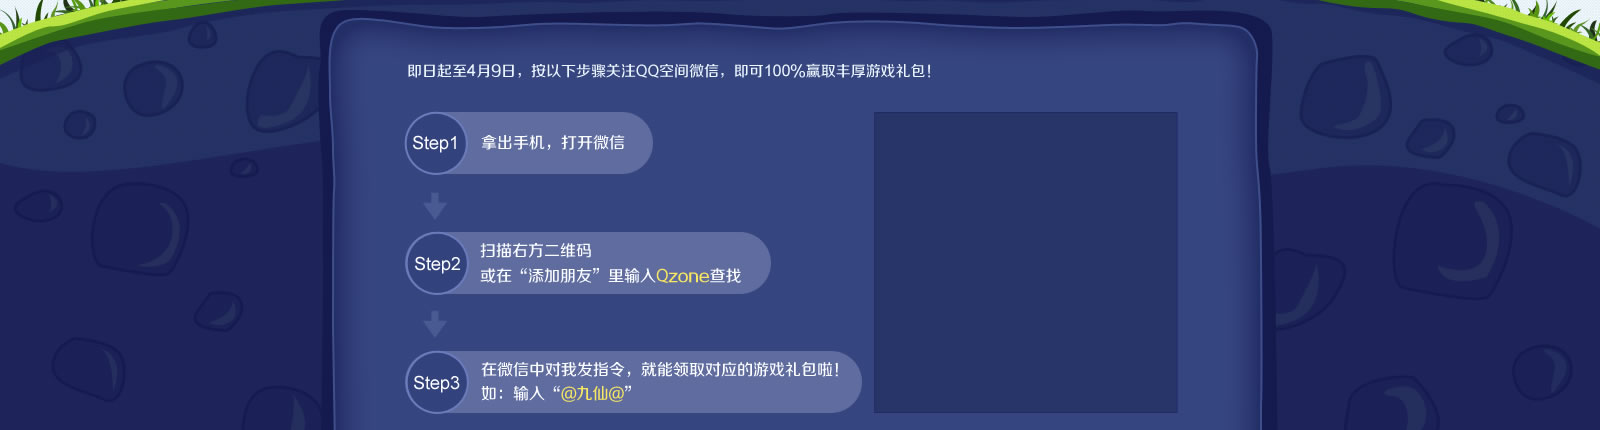 即日起至4月9日，按以下步骤关注QQ空间微信，即可100%赢取丰厚游戏礼包！
Step1
拿出手机，打开微信
Step2
扫描右方二维码
或在“添加朋友”里输入Qzone查找
Step3
在微信中对我发指令，就能领取对应的游戏礼包啦！
如：输入“@九仙@”